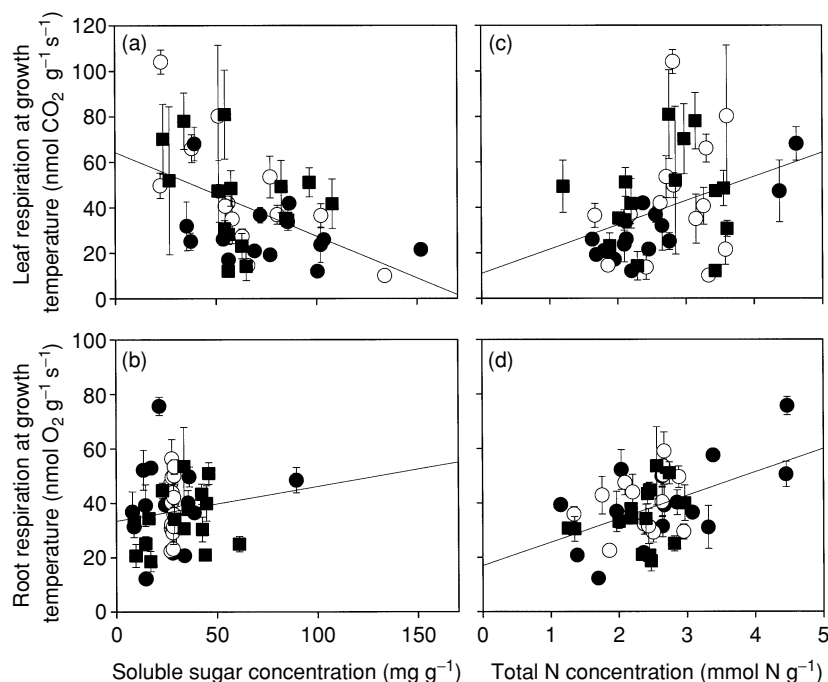 (a)
(c)
120
100
80
60
40
20
0
Leaf respiration at growth
temperature (nmol CO₂ g⁻¹ s⁻¹)
(b)
(d)
100
80
60
40
20
0
Root respiration at growth
temperature (nmol O₂ g⁻¹ s⁻¹)
0 50 100 150
0 1 2 3 4 5
Soluble sugar concentration (mg g⁻¹)
Total N concentration (mmol N g⁻¹)